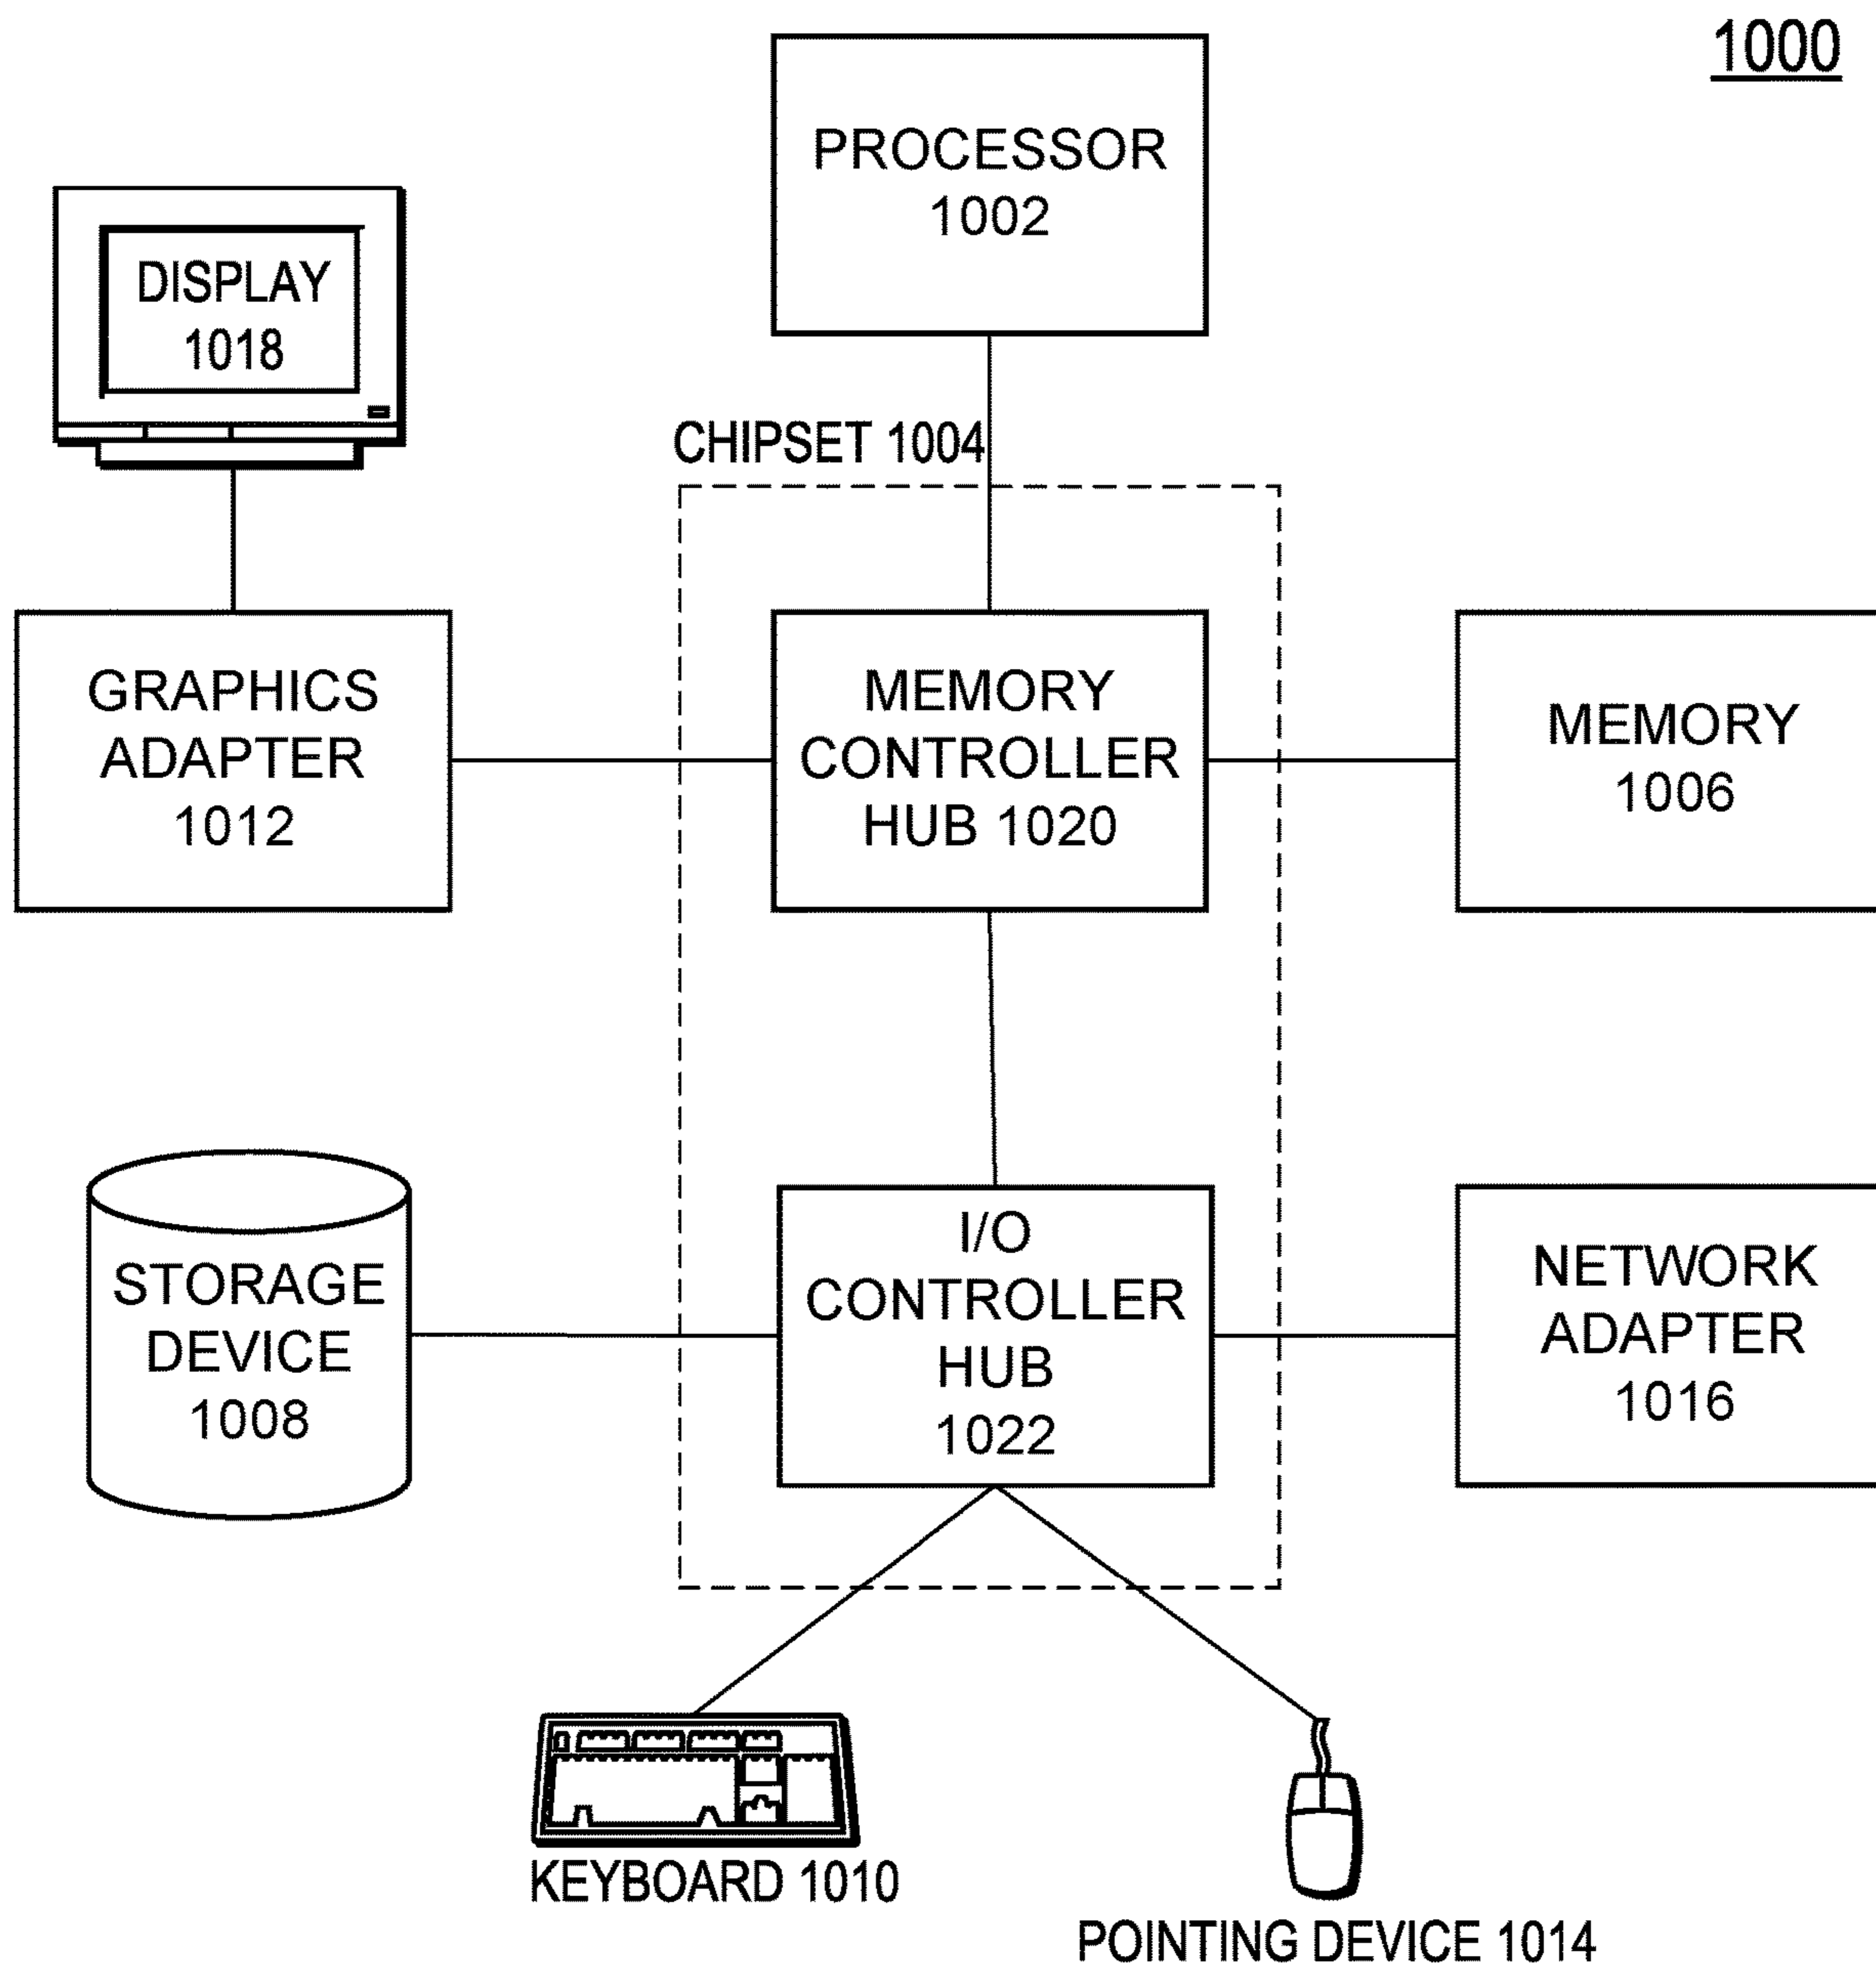 1000
PROCESSOR
1002
DISPLAY
1018
CHIPSET 1004
GRAPHICS
ADAPTER
1012
MEMORY
CONTROLLER
HUB 1020
MEMORY
1006
STORAGE
DEVICE
1008
I/O
CONTROLLER
HUB
1022
NETWORK
ADAPTER
1016
KEYBOARD 1010
POINTING DEVICE 1014